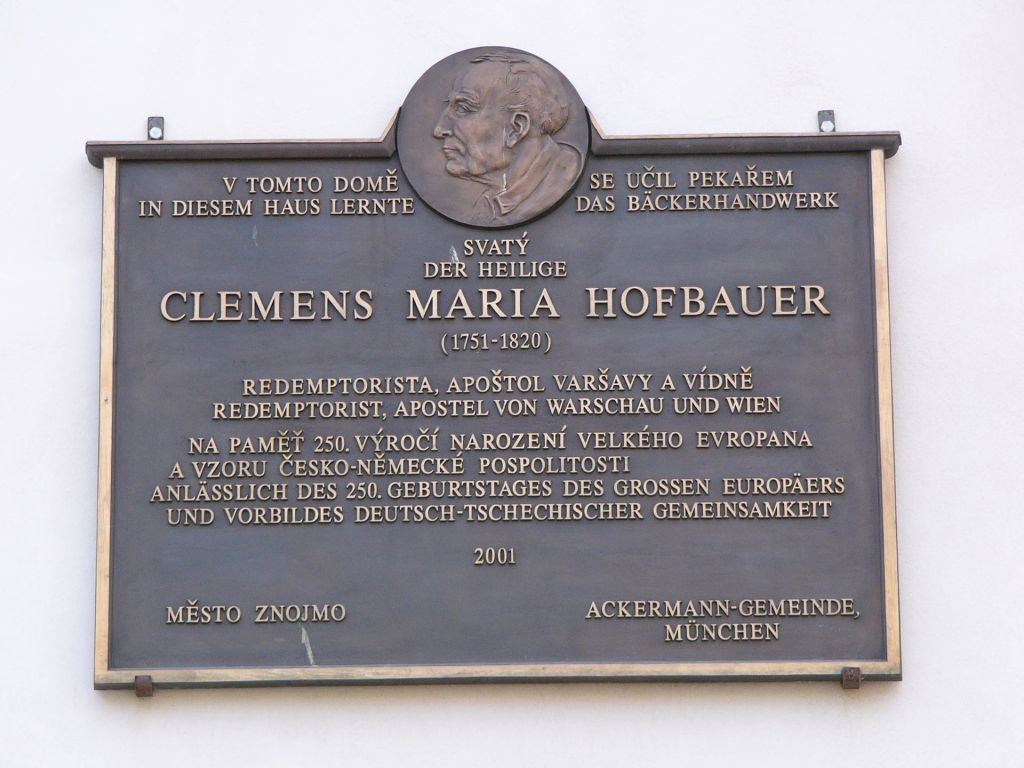 V TOMTO DOMĚ SE UČIL PEKAŘEM
IN DIESEM HAUS LERNTE DAS BÄCKERHANDWERK
SVATÝ
DER HEILIGE
CLEMENS MARIA HOFBAUER
(1751-1820)
REDEMPTORISTA, APOŠTOL VARŠAVY A VÍDNĚ
REDEMPTORIST, APOSTEL VON WARSCHAU UND WIEN
NA PAMĚŤ 250. VÝROČÍ NAROZENÍ VELKÉHO EVROPANA
A VZORU ČESKO-NĚMECKÉ POSPOLITOSTI
ANLÄSSLICH DES 250. GEBURTSTAGES DES GROSSEN EUROPÄERS
UND VORBILDES DEUTSCH-TSCHECHISCHER GEMEINSAMKEIT
2001
MĚSTO ZNOJMO
ACKERMANN-GEMEINDE,
MÜNCHEN